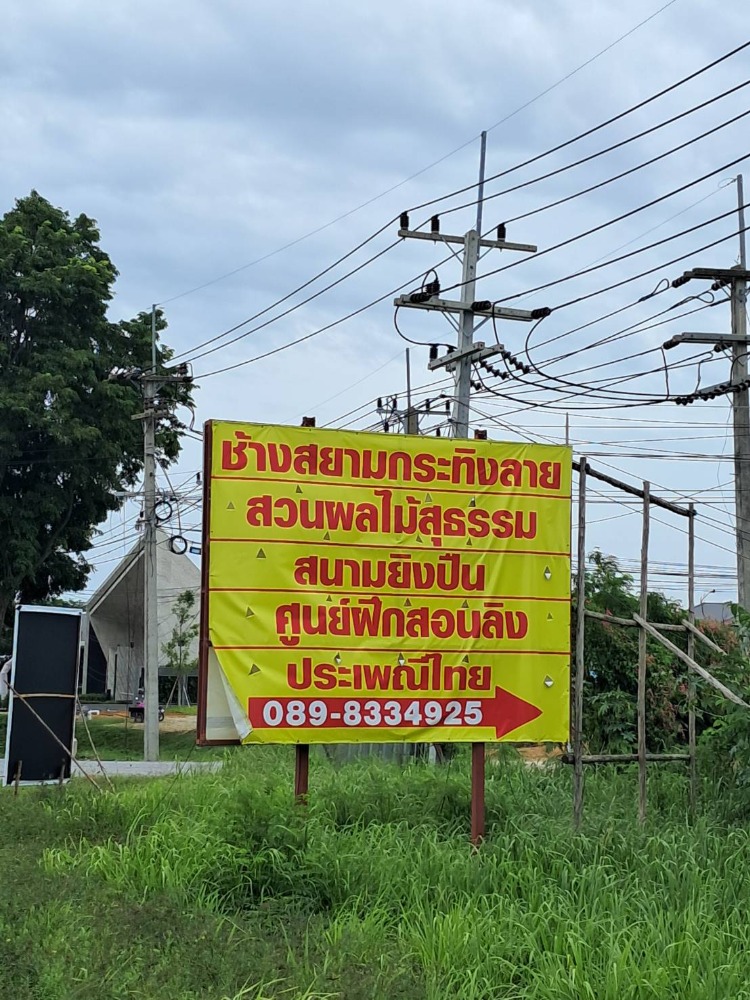 ช้างสยามกระทิงลาย
สวนผลไม้สุธรรม
สนามยิงปืน
ศูนย์ฝึกสอนลิง
ประเพณีไทย
089-8334925